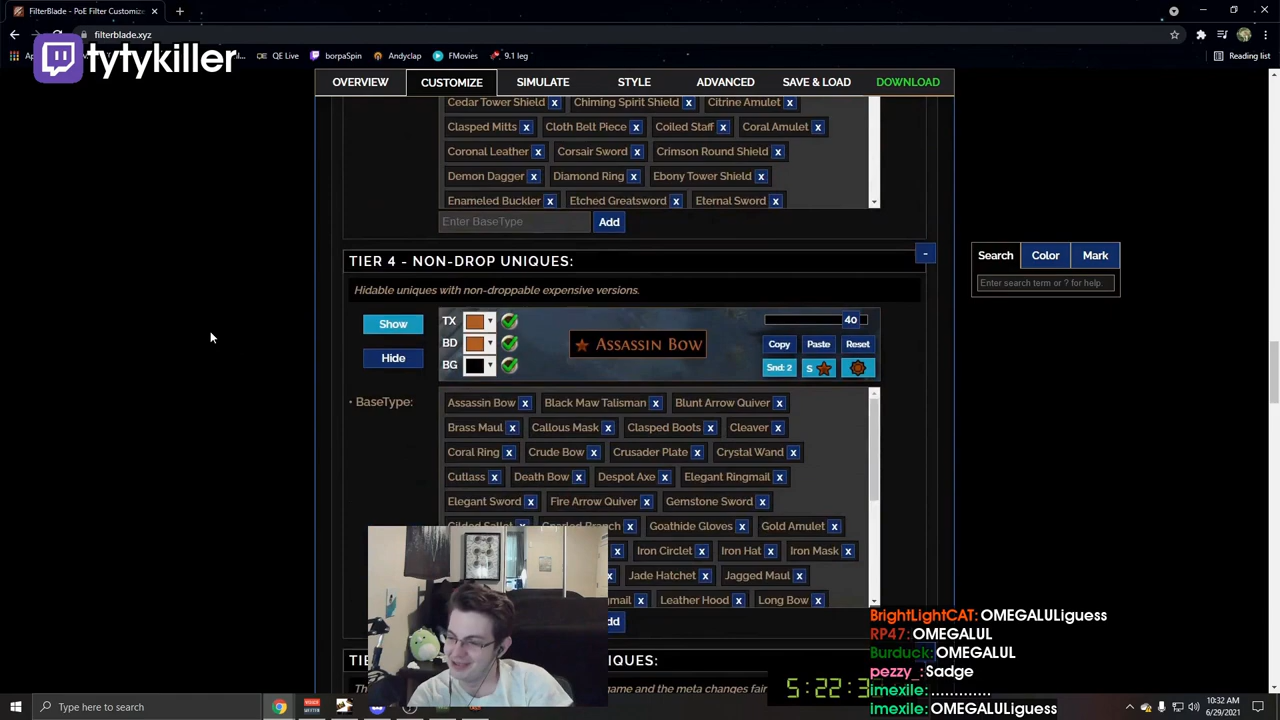 FilterBlade - PoE Filter Customize
filterblade.xyz
QE Live borpaSpin Andyclap FMovies 9.1 leg Reading list
tytykiller
OVERVIEW CUSTOMIZE SIMULATE STYLE ADVANCED SAVE & LOAD DOWNLOAD
Cedar Tower Shield x Chiming Spirit Shield x Citrine Amulet x
Clasped Mitts x Cloth Belt Piece x Coiled Staff x Coral Amulet x
Coronal Leather x Corsair Sword x Crimson Round Shield x
Demon Dagger x Diamond Ring x Ebony Tower Shield x
Enameled Buckler x Etched Greatsword x Eternal Sword x
Enter BaseType Add
TIER 4 - NON-DROP UNIQUES: -
Search Color Mark
Enter search term or ? for help.
Hidable uniques with non-droppable expensive versions.
Show TX 40
BD Assassin Bow Copy Paste Reset
Hide BG Snd: 2 S
• BaseType: Assassin Bow x Black Maw Talisman x Blunt Arrow Quiver x
Brass Maul x Callous Mask x Clasped Boots x Cleaver x
Coral Ring x Crude Bow x Crusader Plate x Crystal Wand x
Cutlass x Death Bow x Despot Axe x Elegant Ringmail x
Elegant Sword x Fire Arrow Quiver x Gemstone Sword x
Goathide Gloves x Gold Amulet x
x Iron Circlet x Iron Hat x Iron Mask x
Jade Hatchet x Jagged Maul x
x Leather Hood x Long Bow x
BrightLightCAT: OMEGALULiguess
RP47: OMEGALUL
Burduck: OMEGALUL
pezzy_: Sadge
imexile: .............
imexile: OMEGALULiguess
5:22:3
Type here to search
10:32 AM
6/29/2021